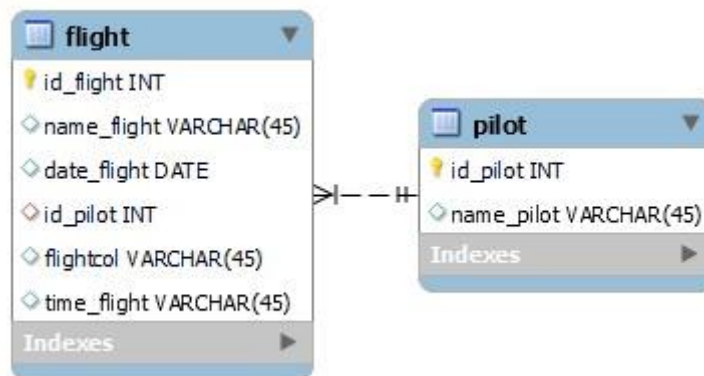 flight
id_flight INT
name_flight VARCHAR(45)
date_flight DATE
id_pilot INT
flightcol VARCHAR(45)
time_flight VARCHAR(45)
Indexes
pilot
id_pilot INT
name_pilot VARCHAR(45)
Indexes